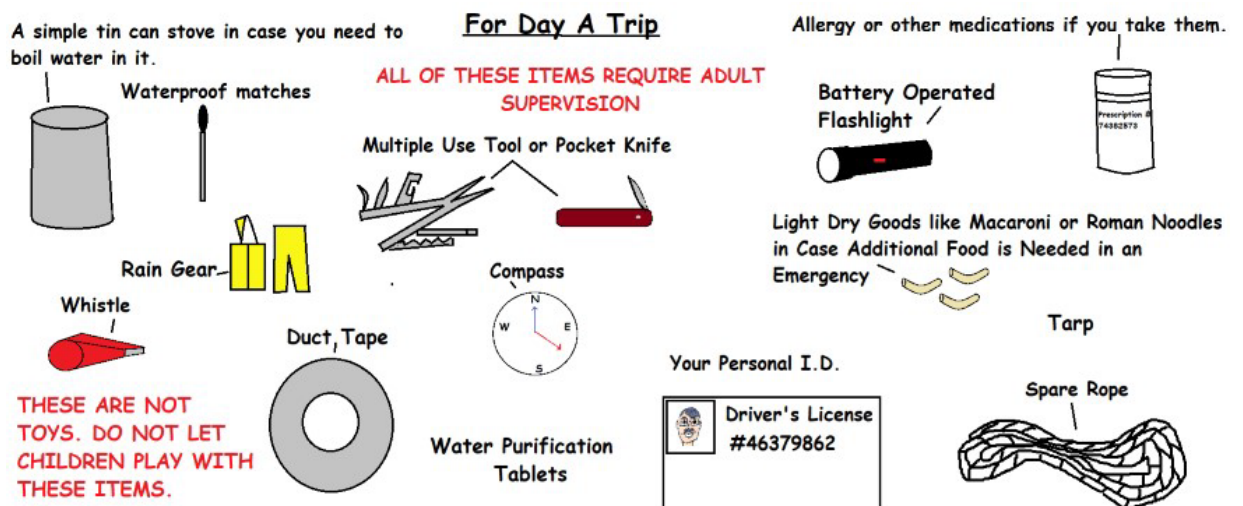 For Day A Trip
A simple tin can stove in case you need to
boil water in it.
Waterproof matches
ALL OF THESE ITEMS REQUIRE ADULT
SUPERVISION
Multiple Use Tool or Pocket Knife
Allergy or other medications if you take them.
Battery Operated
Flashlight
Prescription #
74382573
Rain Gear
Light Dry Goods like Macaroni or Roman Noodles
in Case Additional Food is Needed in an
Emergency
Whistle
Duct Tape
Compass
N
W
E
S
Tarp
Your Personal I.D.
Driver's License
#46379862
Spare Rope
THESE ARE NOT
TOYS. DO NOT LET
CHILDREN PLAY WITH
THESE ITEMS.
Water Purification
Tablets